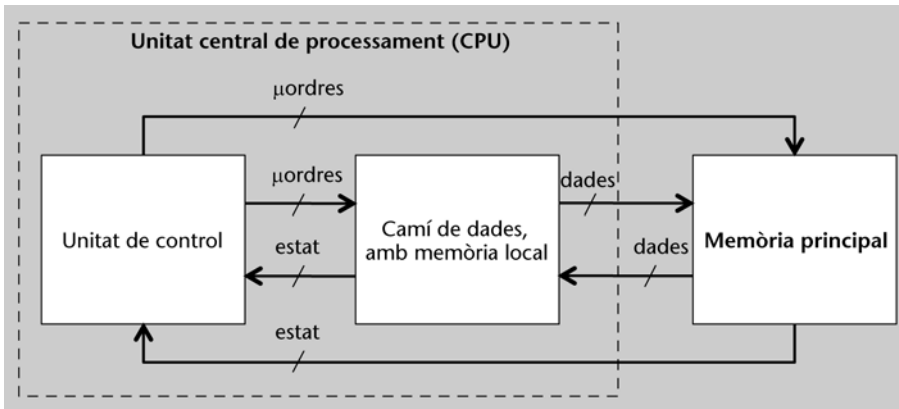 Unitat central de processament (CPU)
μordres
μordres
dades
Unitat de control
Camí de dades,
amb memòria local
Memòria principal
estat
dades
estat